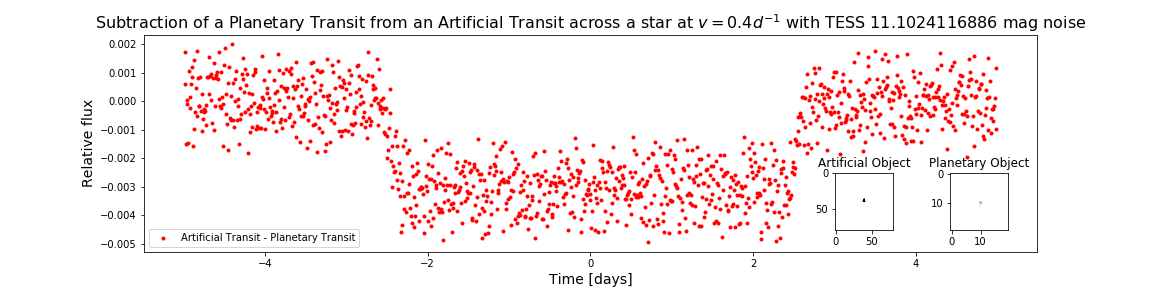 Subtraction of a Planetary Transit from an Artificial Transit across a star at v = 0.4d⁻¹ with TESS 11.1024116886 mag noise
Relative flux
0.002
0.001
0.000
−0.001
−0.002
−0.003
−0.004
−0.005
Artificial Transit - Planetary Transit
Artificial Object
0
50
0 50
Planetary Object
0
10
0 10
−4 −2 0 2 4
Time [days]